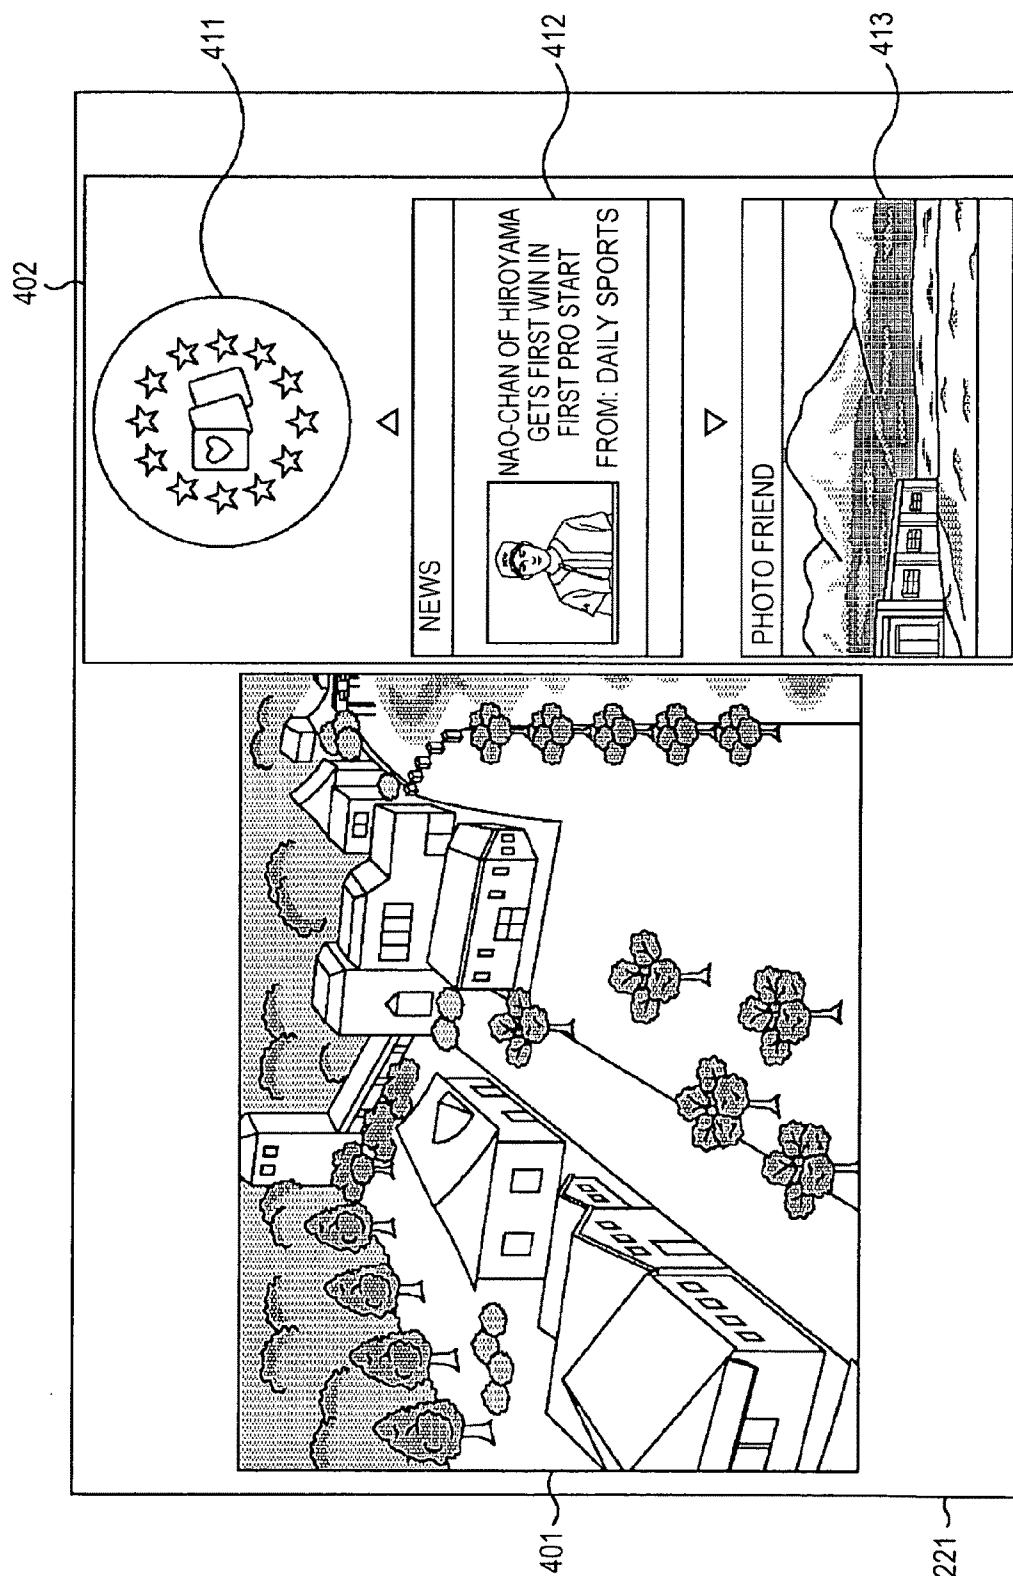 402
411
NEWS
NAO-CHAN OF HIROYAMA
GETS FIRST WIN IN
FIRST PRO START
FROM: DAILY SPORTS
412
PHOTO FRIEND
413
401
221